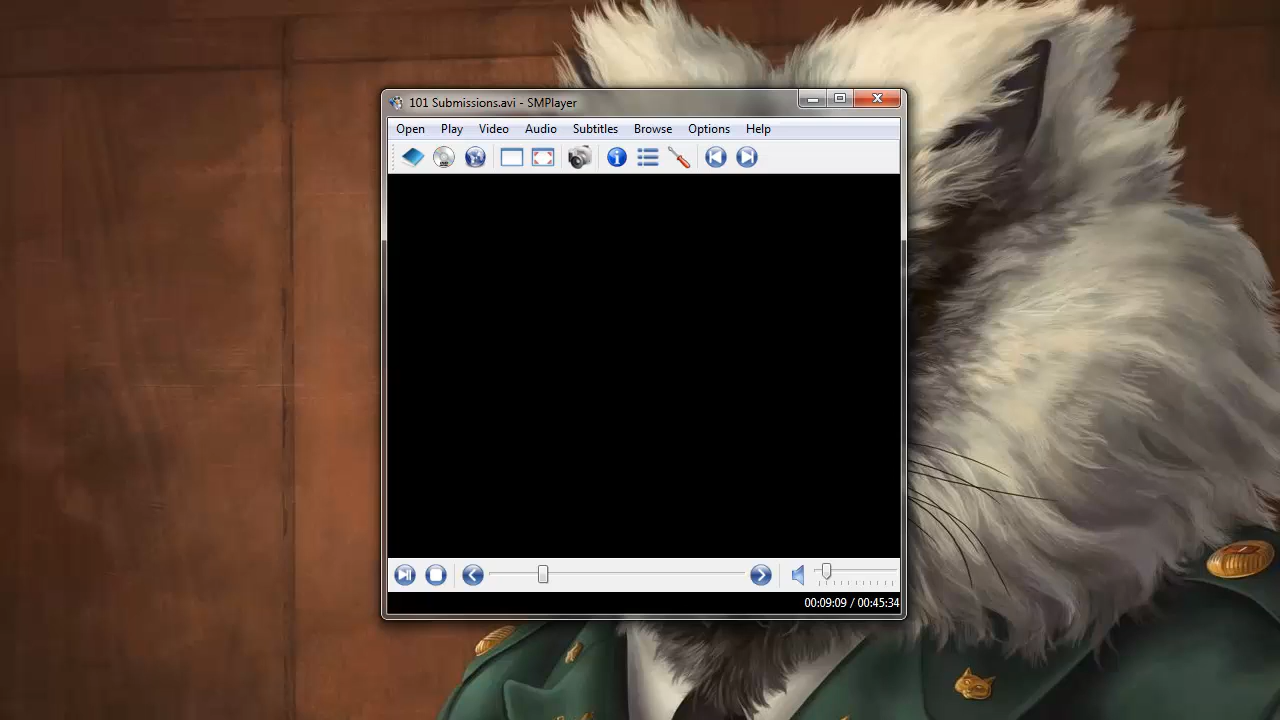 101 Submissions.avi - SMPlayer
Open Play Video Audio Subtitles Browse Options Help
00:09:09 / 00:45:34